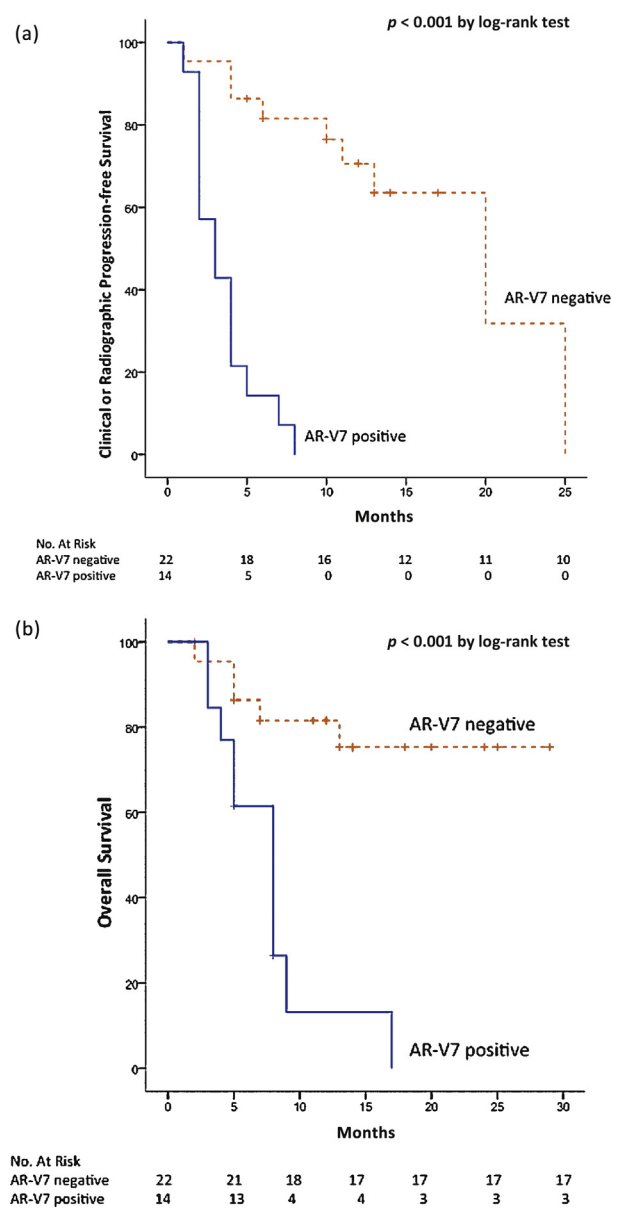 (a)
p < 0.001 by log-rank test
Clinical or Radiographic Progression-free Survival
100
80
60
40
20
0
AR-V7 negative
AR-V7 positive
0 5 10 15 20 25
Months
No. At Risk
AR-V7 negative 22 18 16 12 11 10
AR-V7 positive 14 5 0 0 0 0
(b)
p < 0.001 by log-rank test
Overall Survival
100
80
60
40
20
0
AR-V7 negative
AR-V7 positive
0 5 10 15 20 25 30
Months
No. At Risk
AR-V7 negative 22 21 18 17 17 17 17
AR-V7 positive 14 13 4 4 3 3 3